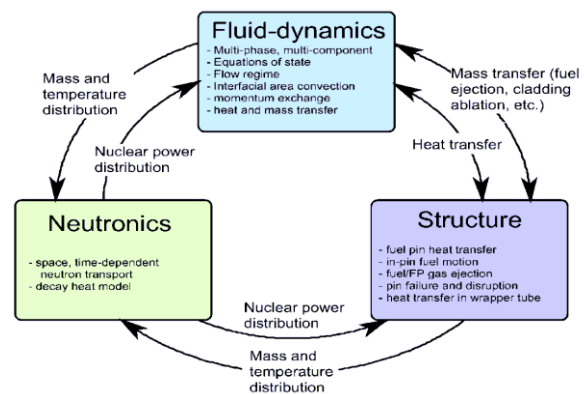 Fluid-dynamics
- Multi-phase, multi-component
- Equations of state
- Flow regime
- Interfacial area convection
- momentum exchange
- heat and mass transfer
Mass and
temperature
distribution
Nuclear power
distribution
Mass transfer (fuel
ejection, cladding
ablation, etc.)
Heat transfer
Neutronics
- space, time-dependent
neutron transport
- decay heat model
Structure
- fuel pin heat transfer
- in-pin fuel motion
- fuel/FP gas ejection
- pin failure and disruption
- heat transfer in wrapper tube
Nuclear power
distribution
Mass and
temperature
distribution